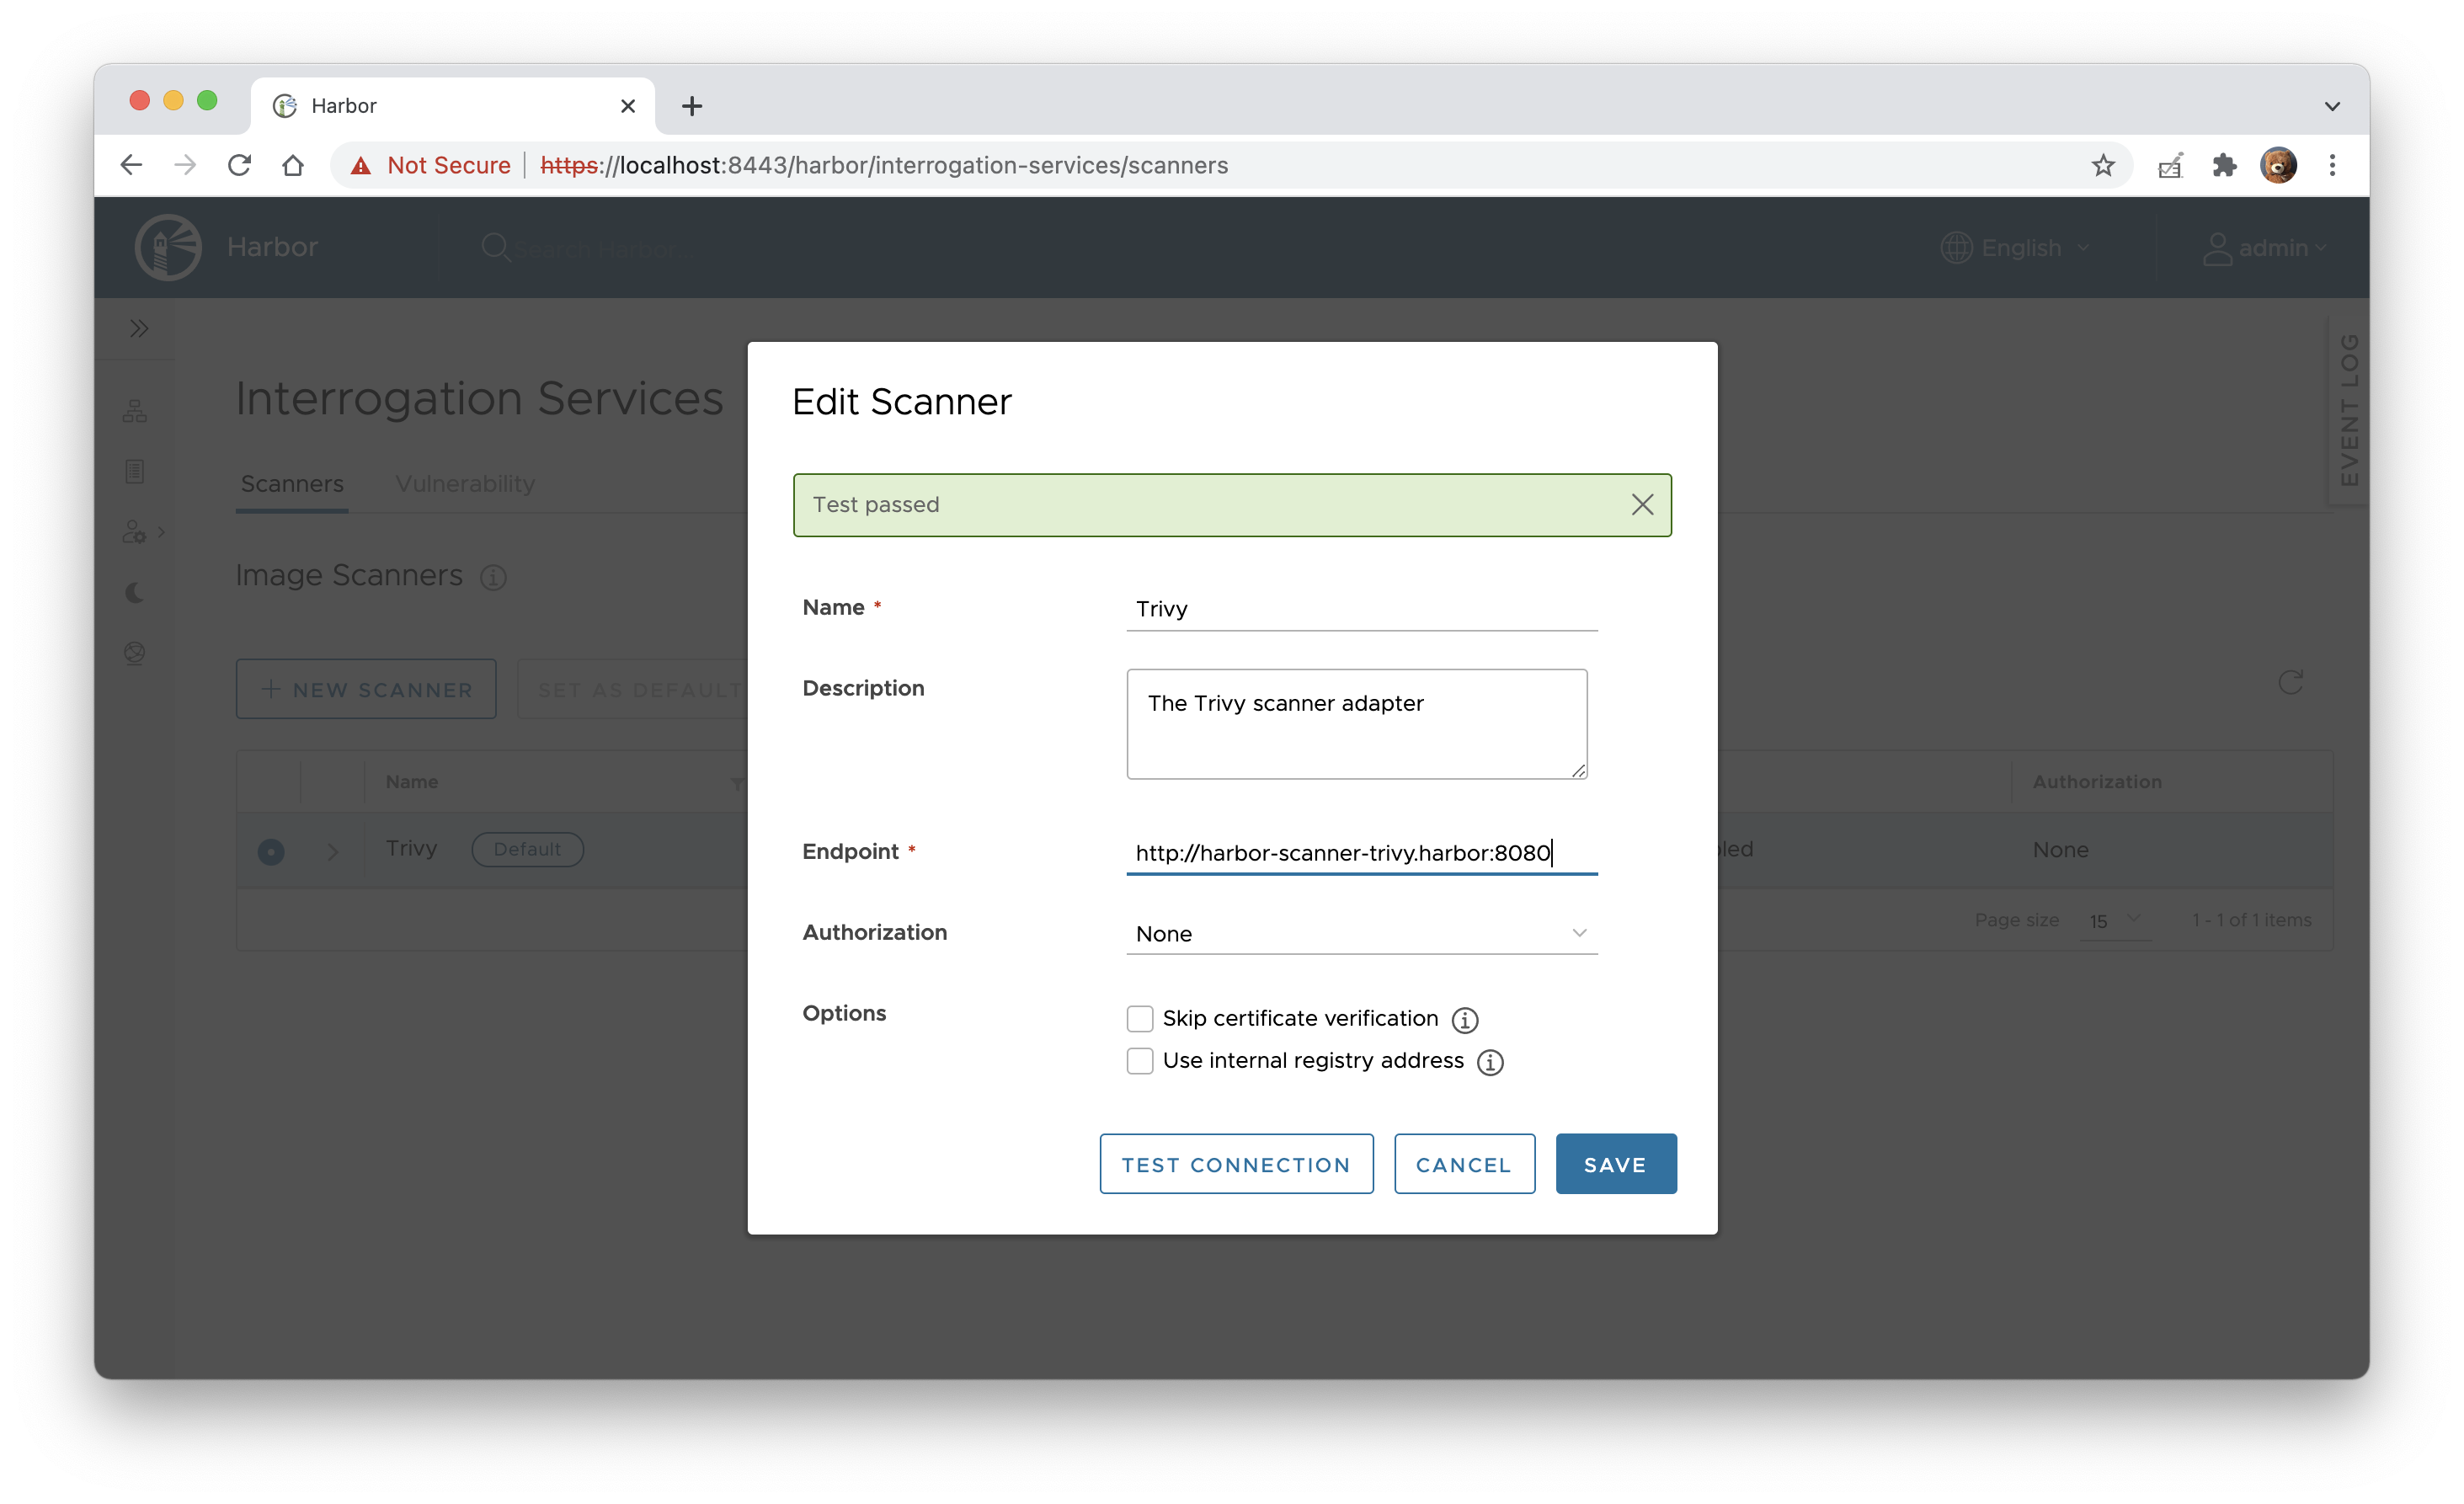 Harbor
Not Secure
https://localhost:8443/harbor/interrogation-services/scanners
Harbor
Search Harbor...
English
admin
EVENT LOG
Interrogation Services
Scanners
Vulnerability
Image Scanners
NEW SCANNER
SET AS DEFAULT
Name
Authorization
Trivy
Default
bled
None
Page size
15
1 - 1 of 1 items
Edit Scanner
Test passed
Name *
Trivy
Description
The Trivy scanner adapter
Endpoint *
http://harbor-scanner-trivy.harbor:8080
Authorization
None
Options
Skip certificate verification
Use internal registry address
TEST CONNECTION
CANCEL
SAVE